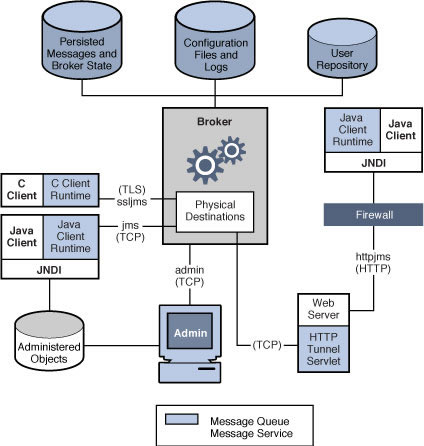 Persisted
Messages and
Broker State
Configuration
Files and
Logs
User
Repository
Broker
Java
Client
Runtime
Java
Client
JNDI
C
Client
C Client
Runtime
(TLS)
ssljms
Physical
Destinations
Firewall
Java
Client
Java
Client
Runtime
jms
(TCP)
JNDI
httpjms
(HTTP)
admin
(TCP)
Web
Server
Administered
Objects
Admin
(TCP)
HTTP
Tunnel
Servlet
Message Queue
Message Service